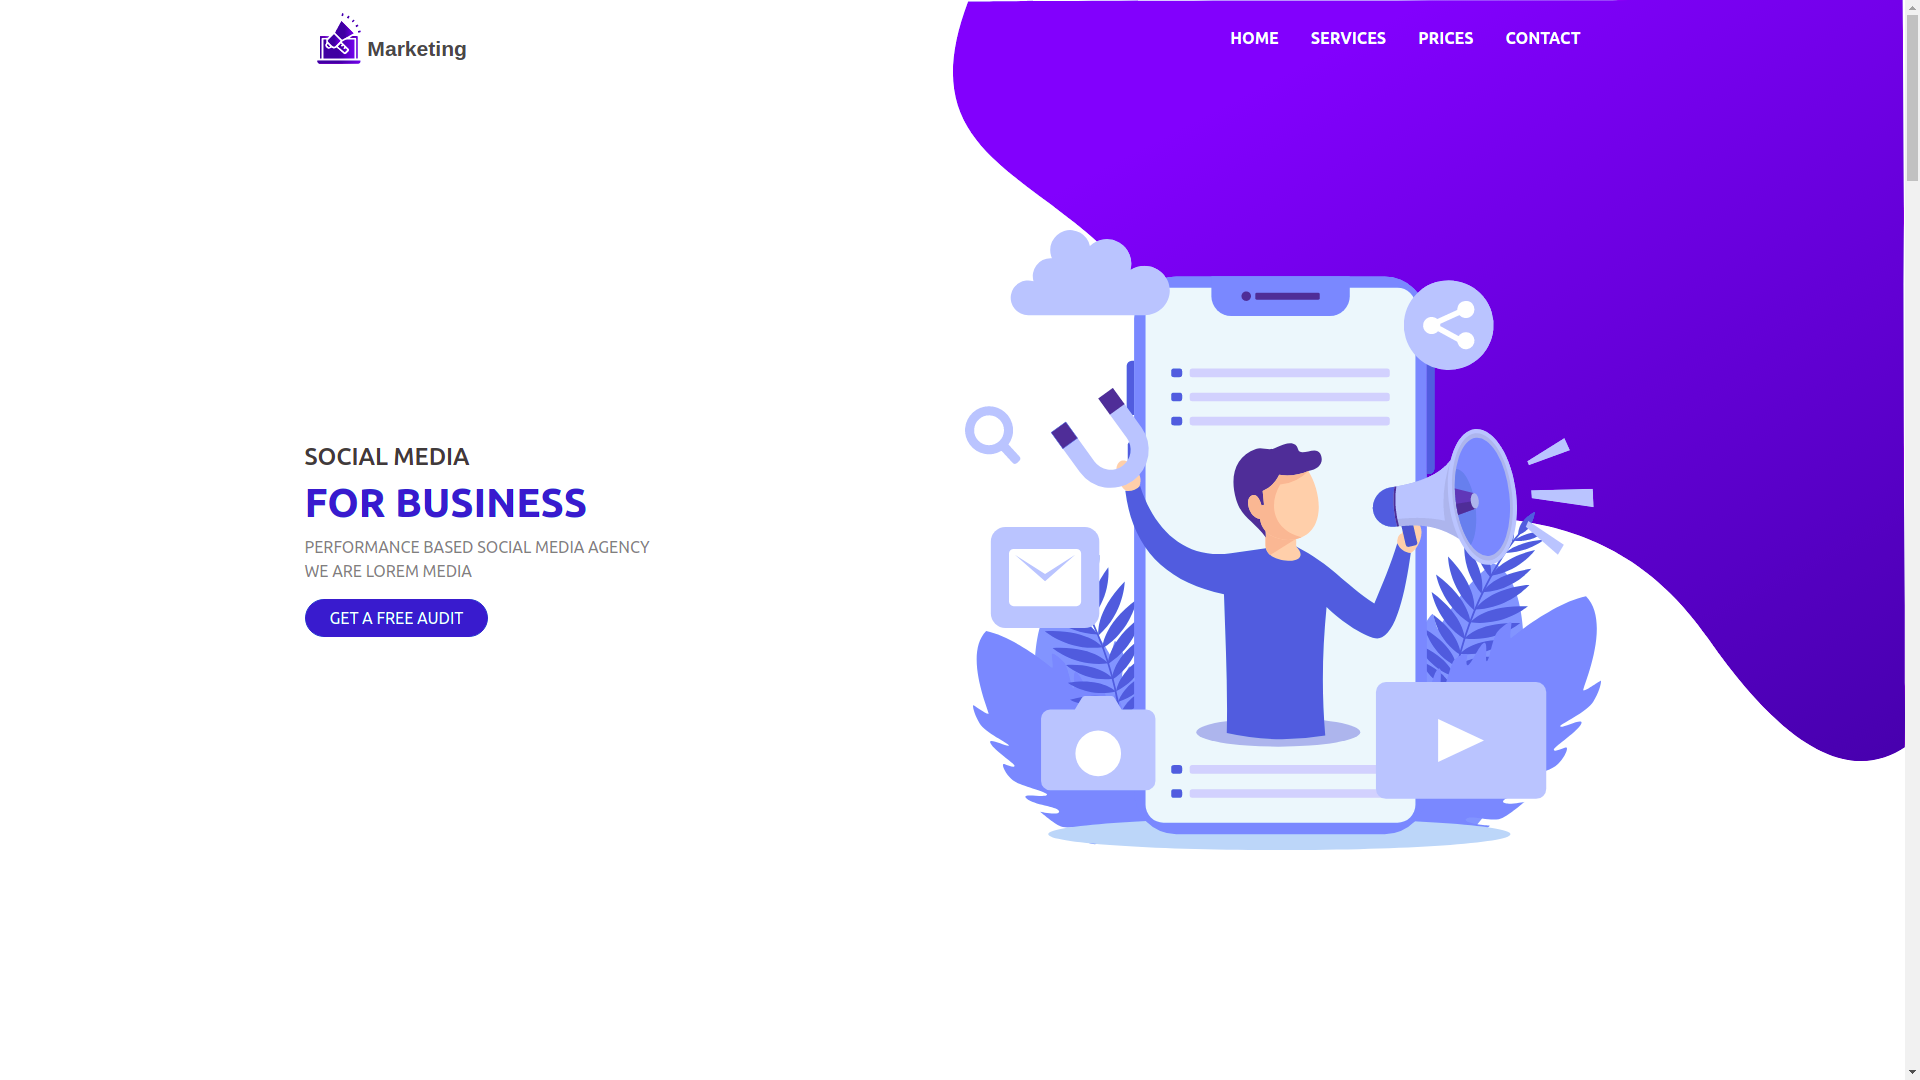 Marketing
HOME SERVICES PRICES CONTACT
SOCIAL MEDIA
FOR BUSINESS
PERFORMANCE BASED SOCIAL MEDIA AGENCY
WE ARE LOREM MEDIA
GET A FREE AUDIT